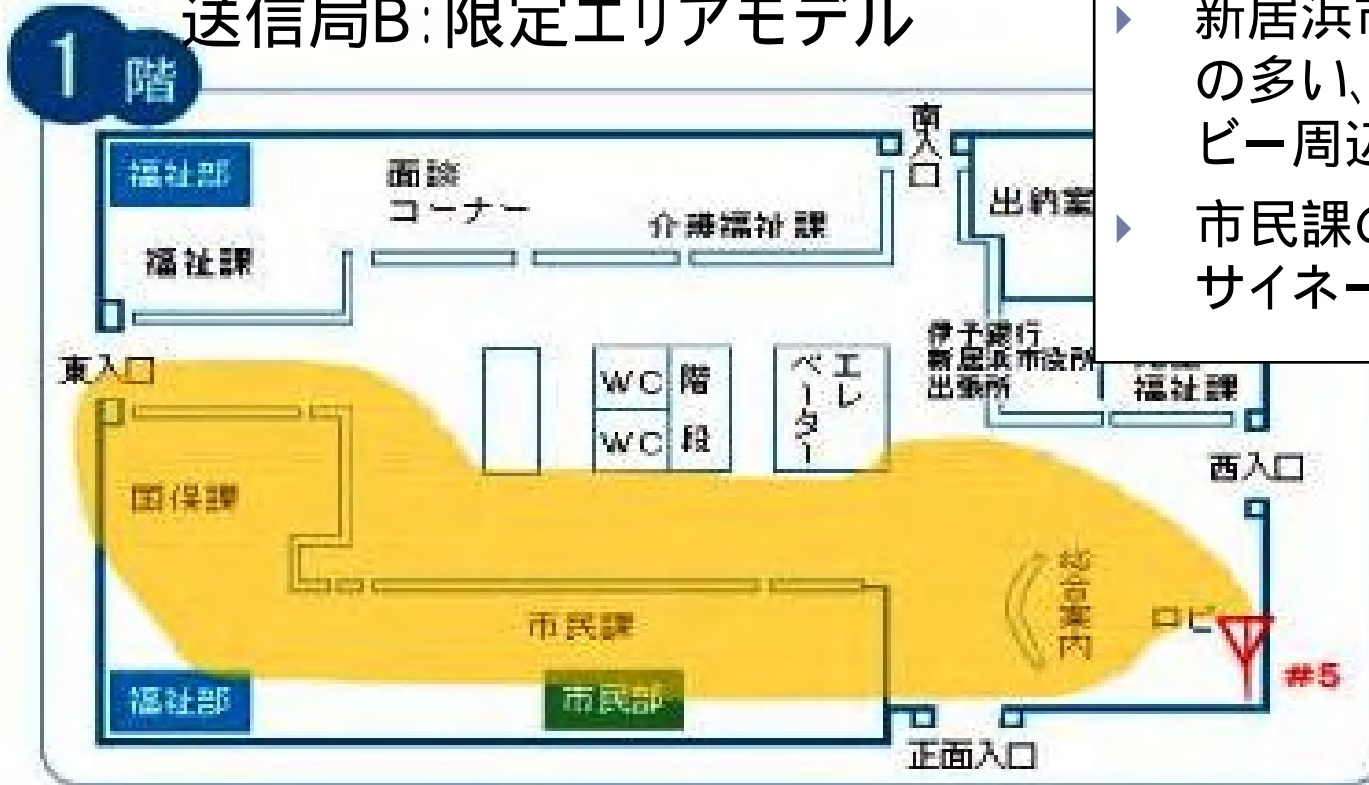 送信局B:限定エリアモデル
1階
新居浜市
の多い、
ビー周辺
市民課の
サイネー
南入口
福祉部
面談
コーナー
出納室
介護福祉課
福祉課
伊予銀行
新居浜市役所
出張所
東入口
WC
階段
WC
エレベーター
福祉課
西入口
国保課
総合案内
市民課
ロビ
#5
福祉部
市民部
正面入口